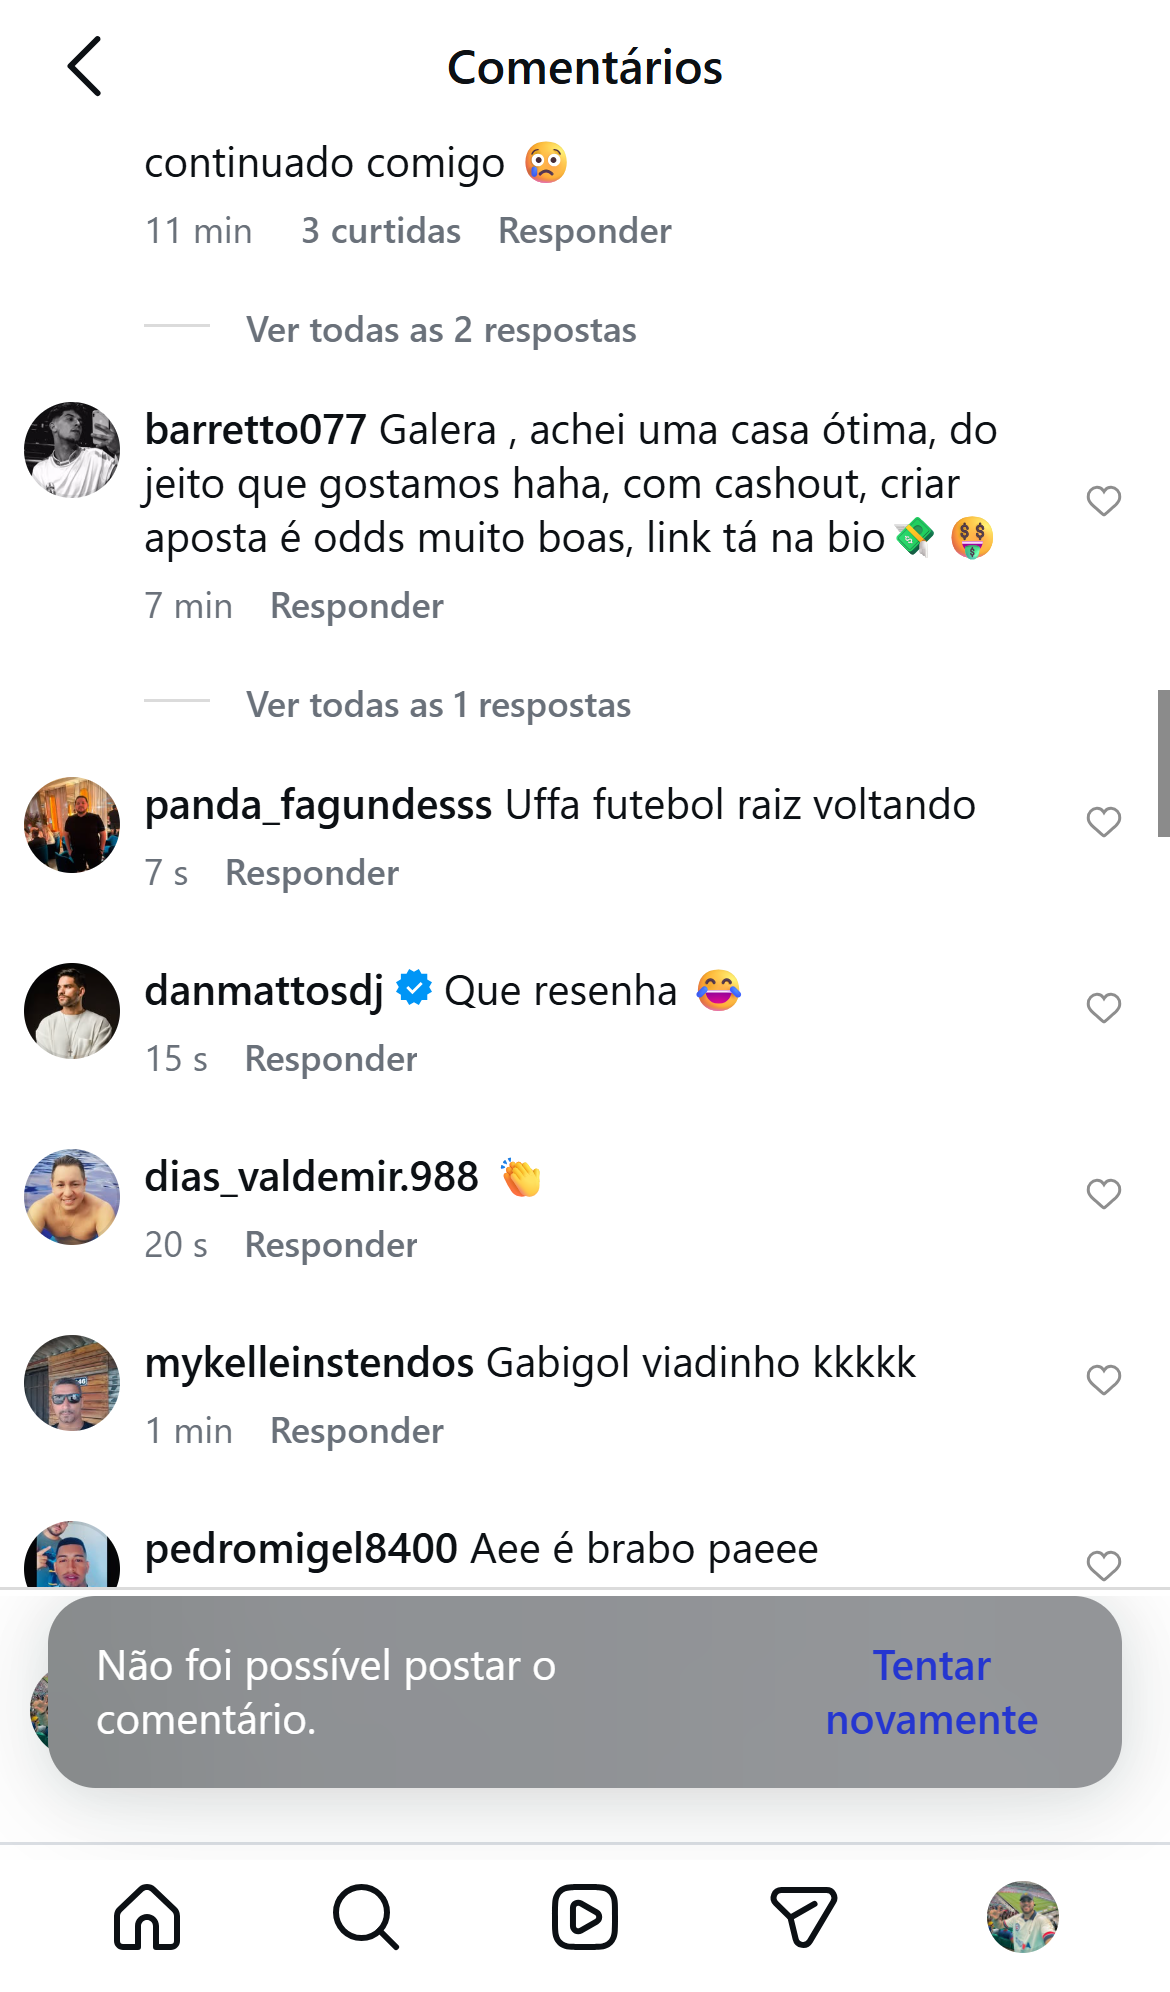 Comentários
continuado comigo 😢
11 min 3 curtidas Responder
Ver todas as 2 respostas
barretto077 Galera , achei uma casa ótima, do
jeito que gostamos haha, com cashout, criar
aposta é odds muito boas, link tá na bio💸 🤑
7 min Responder
Ver todas as 1 respostas
panda_fagundesss Uffa futebol raiz voltando
7 s Responder
danmattosdj Que resenha 😂
15 s Responder
dias_valdemir.988 👏
20 s Responder
mykelleinstendos Gabigol viadinho kkkkk
1 min Responder
pedromigel8400 Aee é brabo paeee
Não foi possível postar o
comentário.
Tentar
novamente